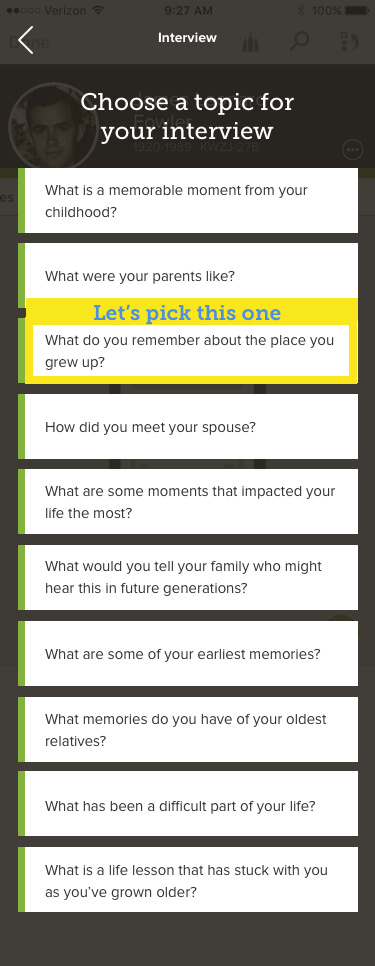 Verizon 9:27 AM 100%
Interview
Choose a topic for
your interview
Fowler
1920-1989 KWZJ-27B
What is a memorable moment from your
childhood?
What were your parents like?
Let's pick this one
What do you remember about the place you
grew up?
How did you meet your spouse?
What are some moments that impacted your
life the most?
What would you tell your family who might
hear this in future generations?
What are some of your earliest memories?
What memories do you have of your oldest
relatives?
What has been a difficult part of your life?
What is a life lesson that has stuck with you
as you've grown older?